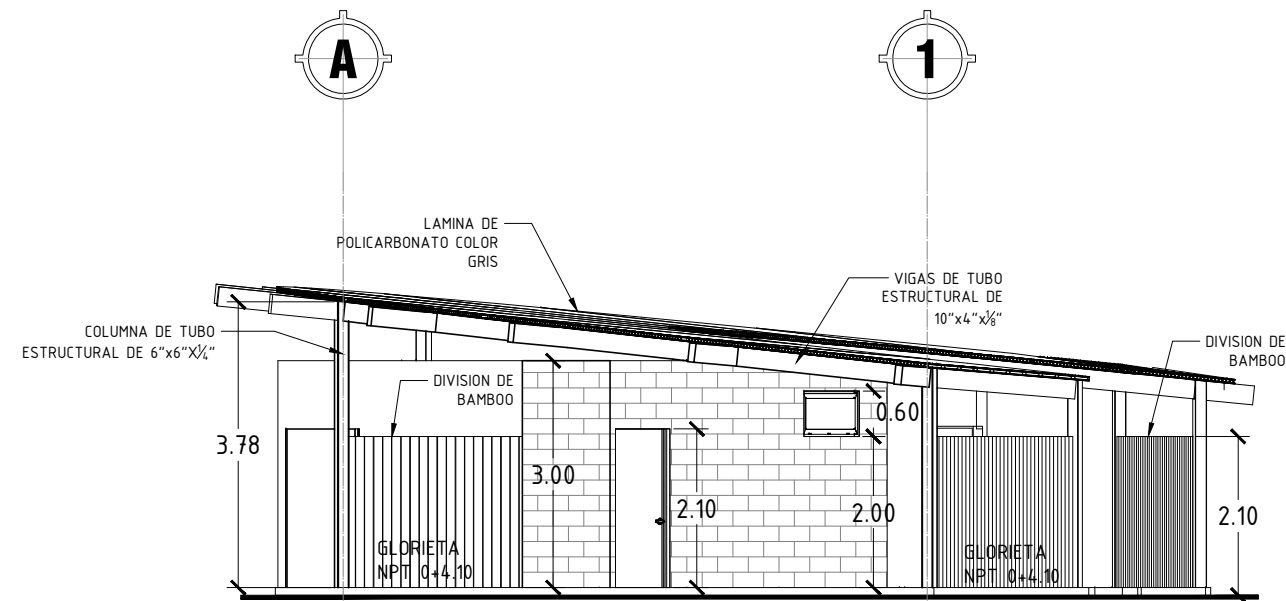 A
1
LAMINA DE
POLICARBONATO COLOR
GRIS
VIGAS DE TUBO
ESTRUCTURAL DE
10"x4"x⅛"
COLUMNA DE TUBO
ESTRUCTURAL DE 6"x6"X¼"
DIVISION DE
BAMBOO
DIVISION DE
BAMBOO
0.60
3.78
3.00
2.10
2.00
2.10
GLORIETA
NPT 0+4.10
GLORIETA
NPT 0+4.10